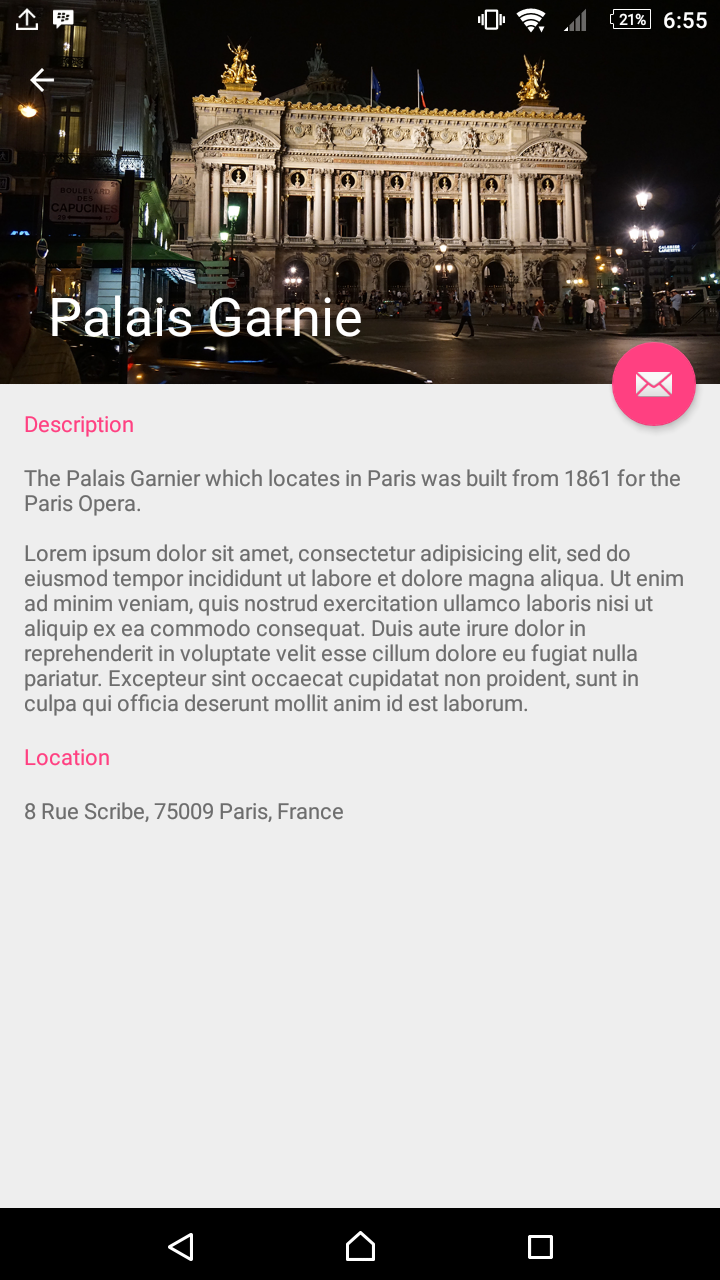 21%
6:55
BOULEVARD
DES
CAPUCINES
Palais Garnie
Description
The Palais Garnier which locates in Paris was built from 1861 for the
Paris Opera.
Lorem ipsum dolor sit amet, consectetur adipisicing elit, sed do
eiusmod tempor incididunt ut labore et dolore magna aliqua. Ut enim
ad minim veniam, quis nostrud exercitation ullamco laboris nisi ut
aliquip ex ea commodo consequat. Duis aute irure dolor in
reprehenderit in voluptate velit esse cillum dolore eu fugiat nulla
pariatur. Excepteur sint occaecat cupidatat non proident, sunt in
culpa qui officia deserunt mollit anim id est laborum.
Location
8 Rue Scribe, 75009 Paris, France